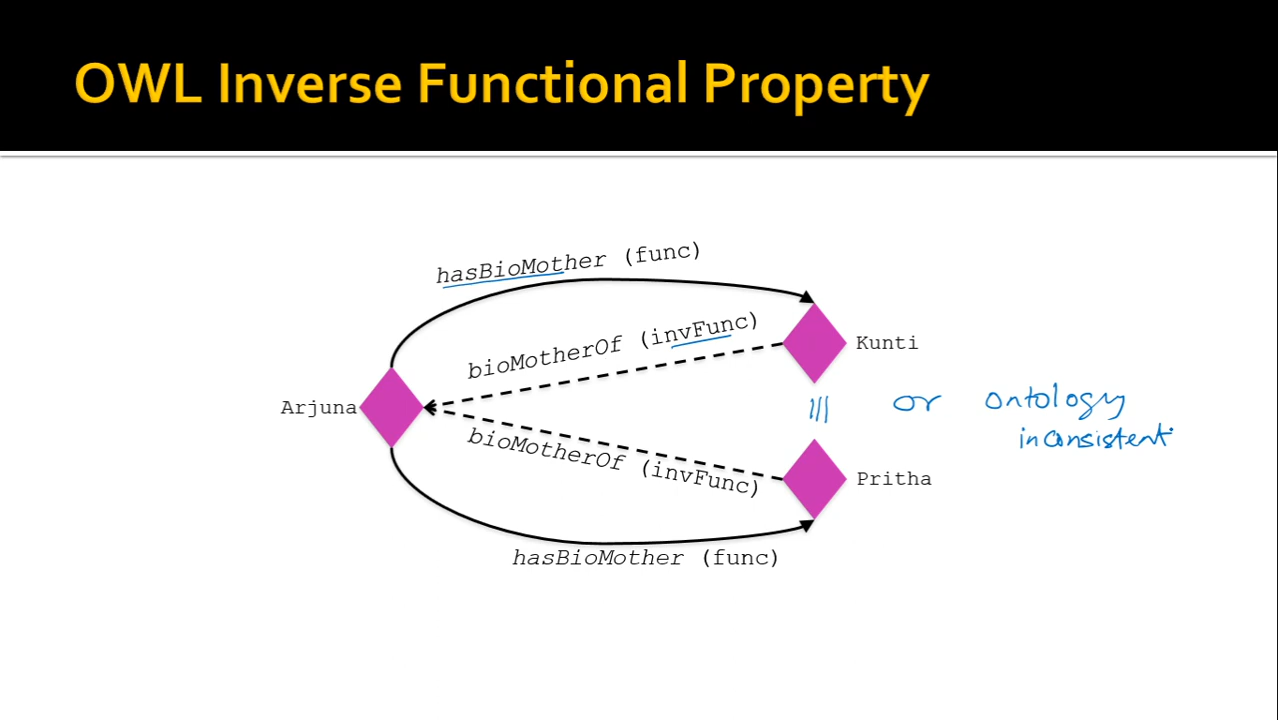 OWL Inverse Functional Property
hasBioMother (func)
bioMotherOf (invFunc)
Kunti
Arjuna
or ontology
inconsistent
bioMotherOf (invFunc)
Pritha
hasBioMother (func)